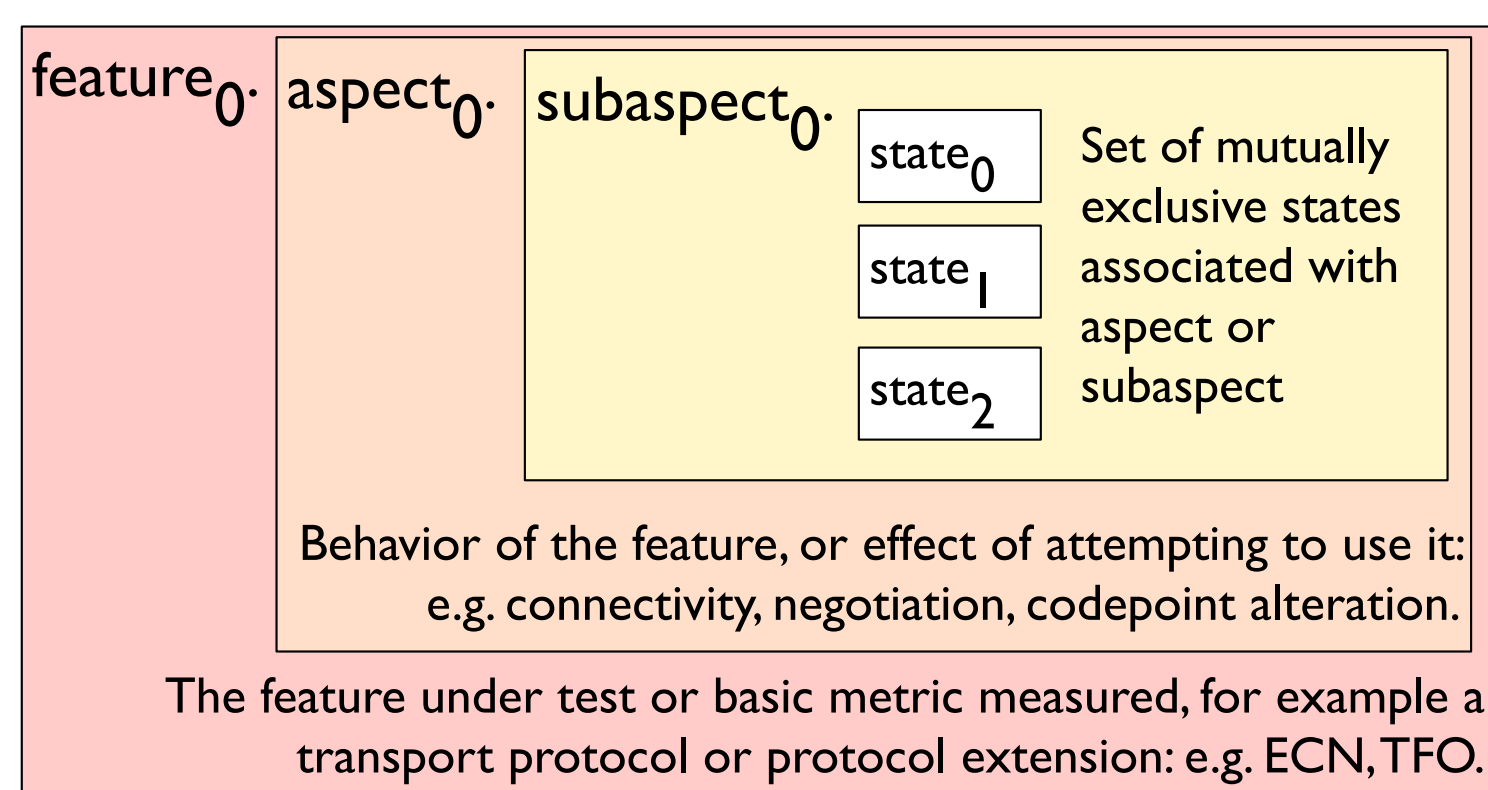 feature0.
aspect0.
subaspect0.
state0
state1
state2
Set of mutually
exclusive states
associated with
aspect or
subaspect
Behavior of the feature, or effect of attempting to use it:
e.g. connectivity, negotiation, codepoint alteration.
The feature under test or basic metric measured, for example a
transport protocol or protocol extension: e.g. ECN, TFO.